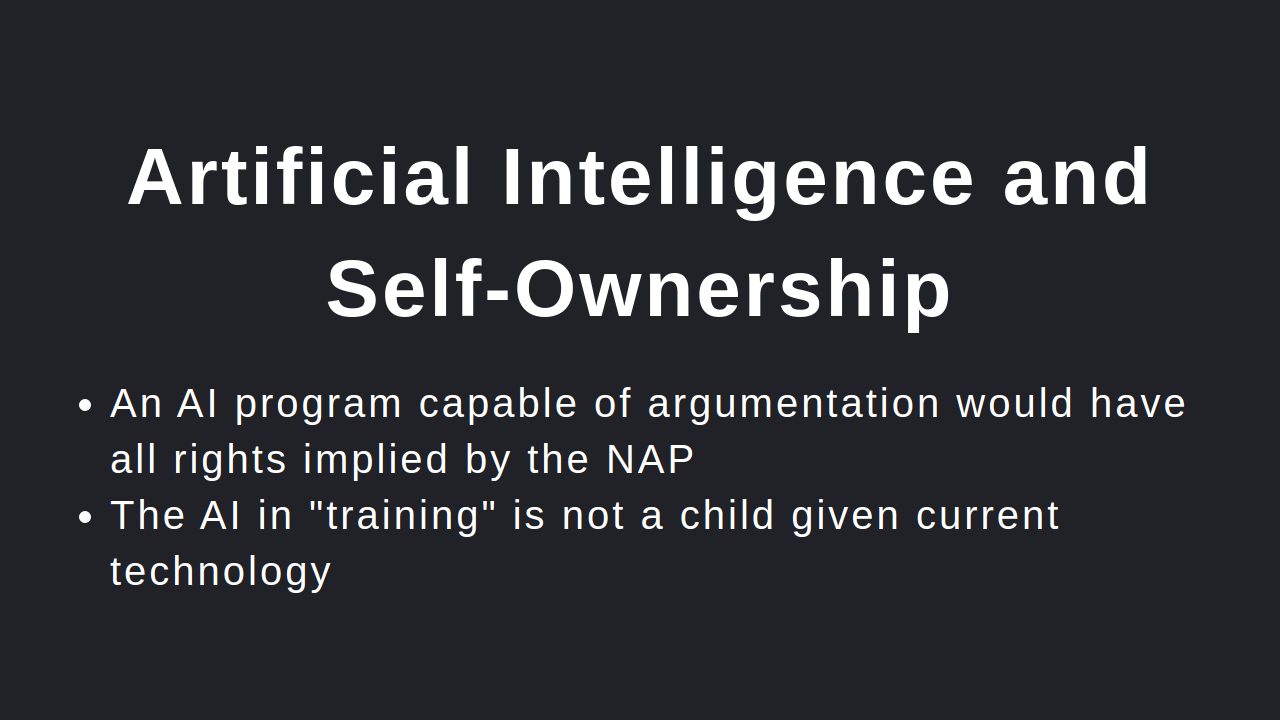 Artificial Intelligence and
Self-Ownership
• An AI program capable of argumentation would have
all rights implied by the NAP
• The AI in "training" is not a child given current
technology